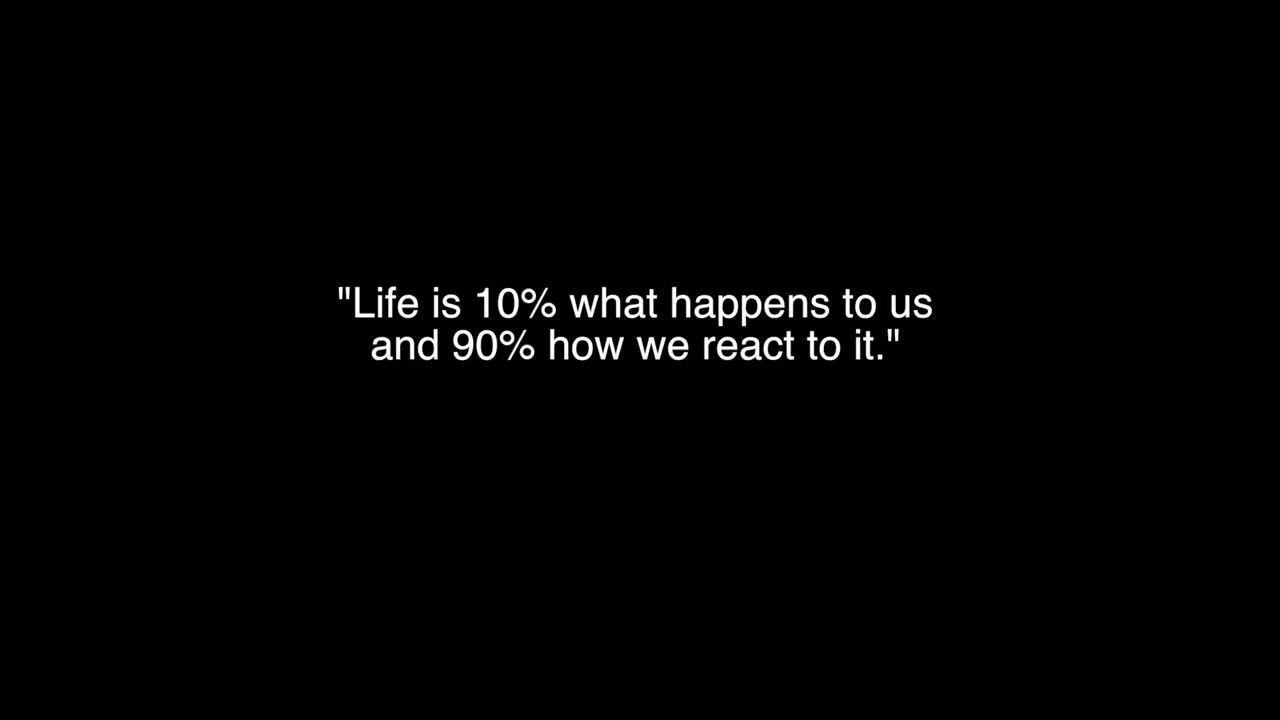 "Life is 10% what happens to us
and 90% how we react to it."